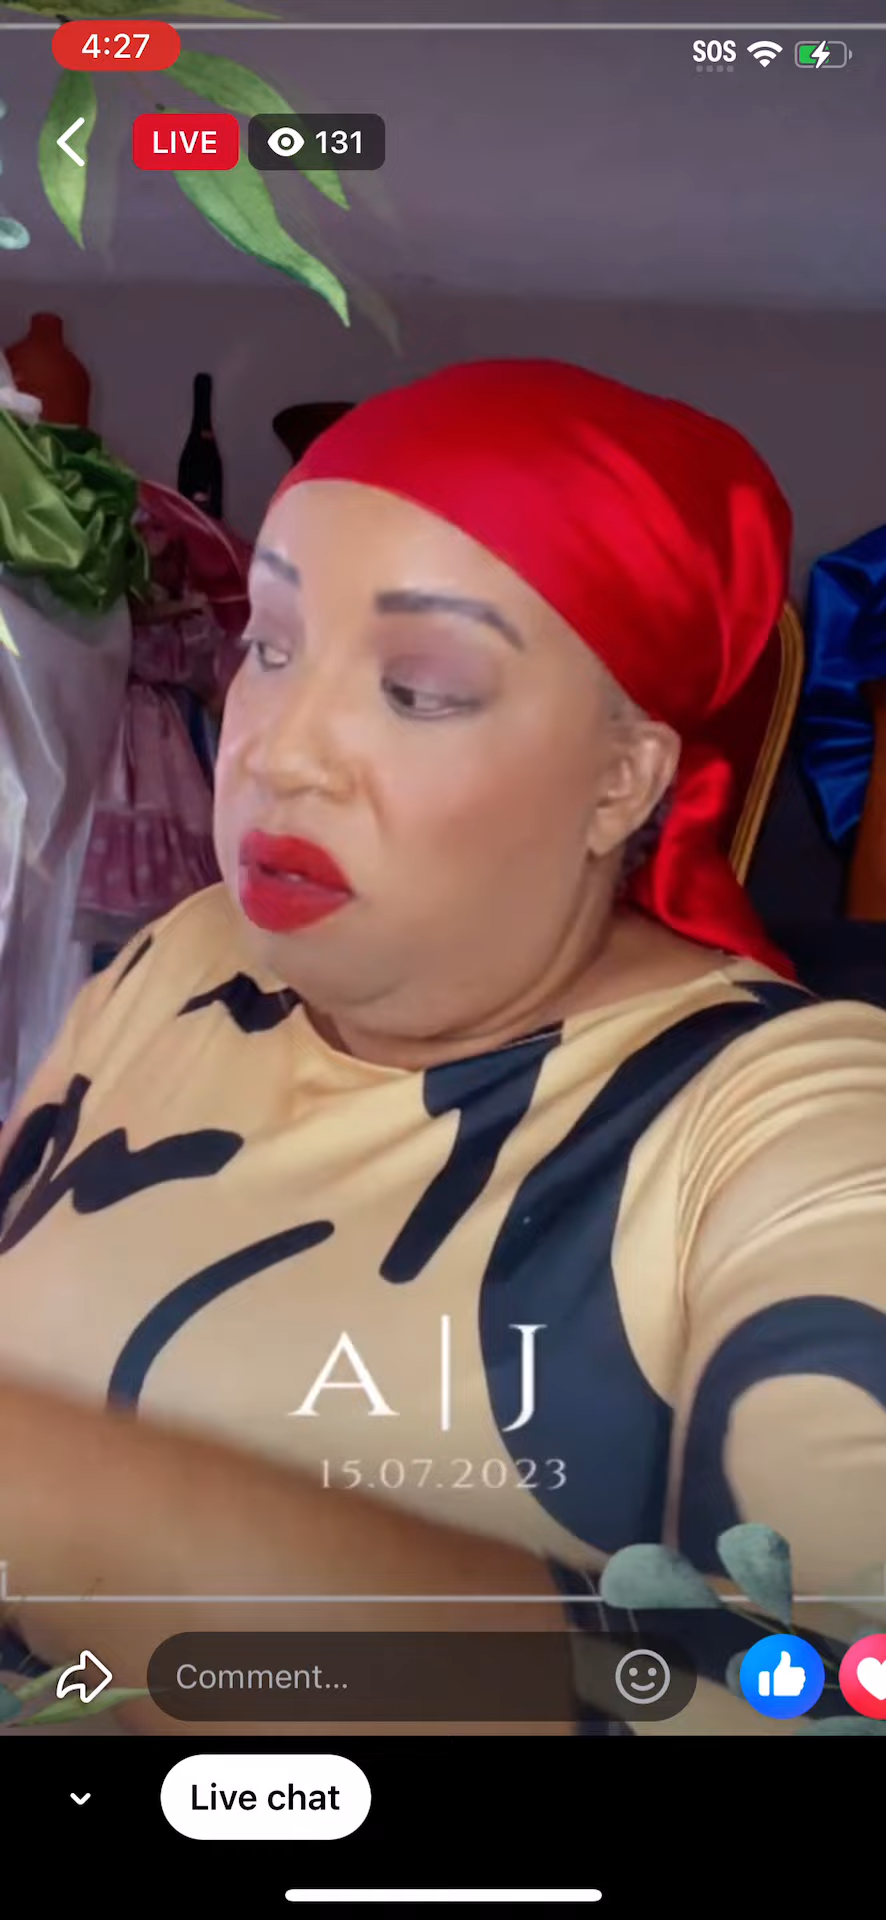 4:27
SOS
LIVE
131
A | J
15.07.2023
Comment...
Live chat